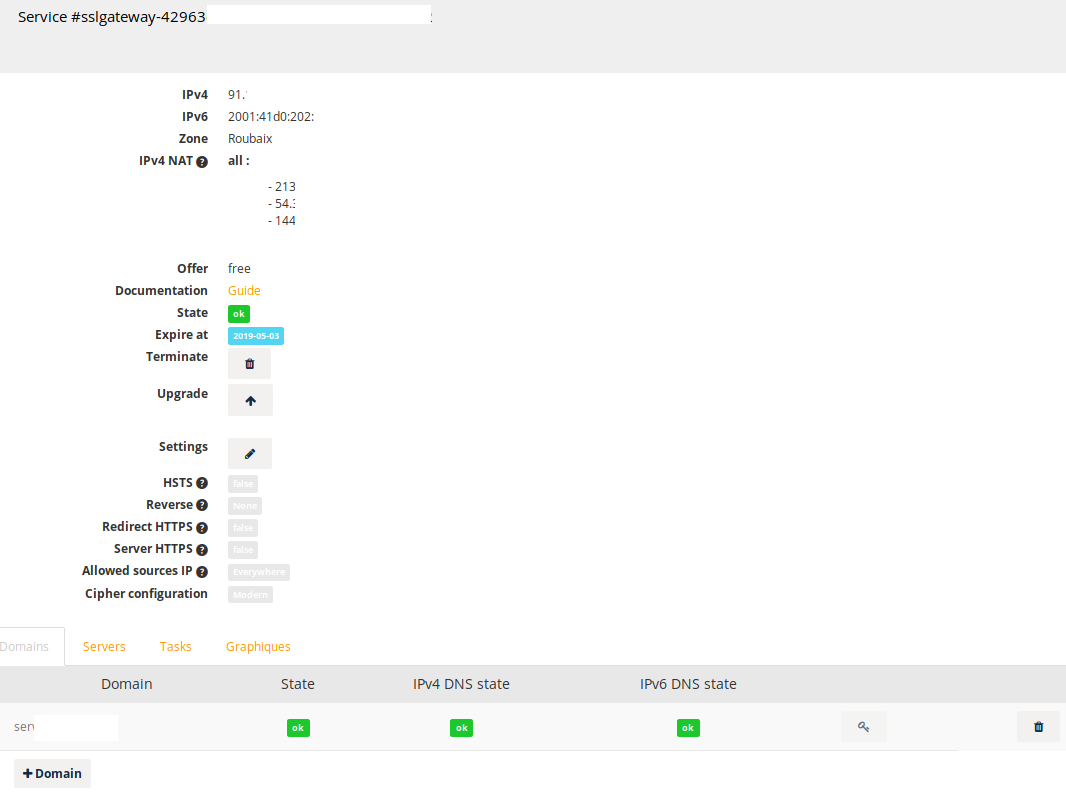 Service #sslgateway-42963
IPv4 91.
IPv6 2001:41d0:202:
Zone Roubaix
IPv4 NAT ? all :
- 213
- 54.
- 144
Offer free
Documentation Guide
State ok
Expire at 2019-05-03
Terminate
Upgrade
Settings
HSTS ? false
Reverse ? None
Redirect HTTPS ? false
Server HTTPS ? false
Allowed sources IP ? Everywhere
Cipher configuration Modern
Domains Servers Tasks Graphiques
Domain State IPv4 DNS state IPv6 DNS state
ser ok ok ok
+ Domain